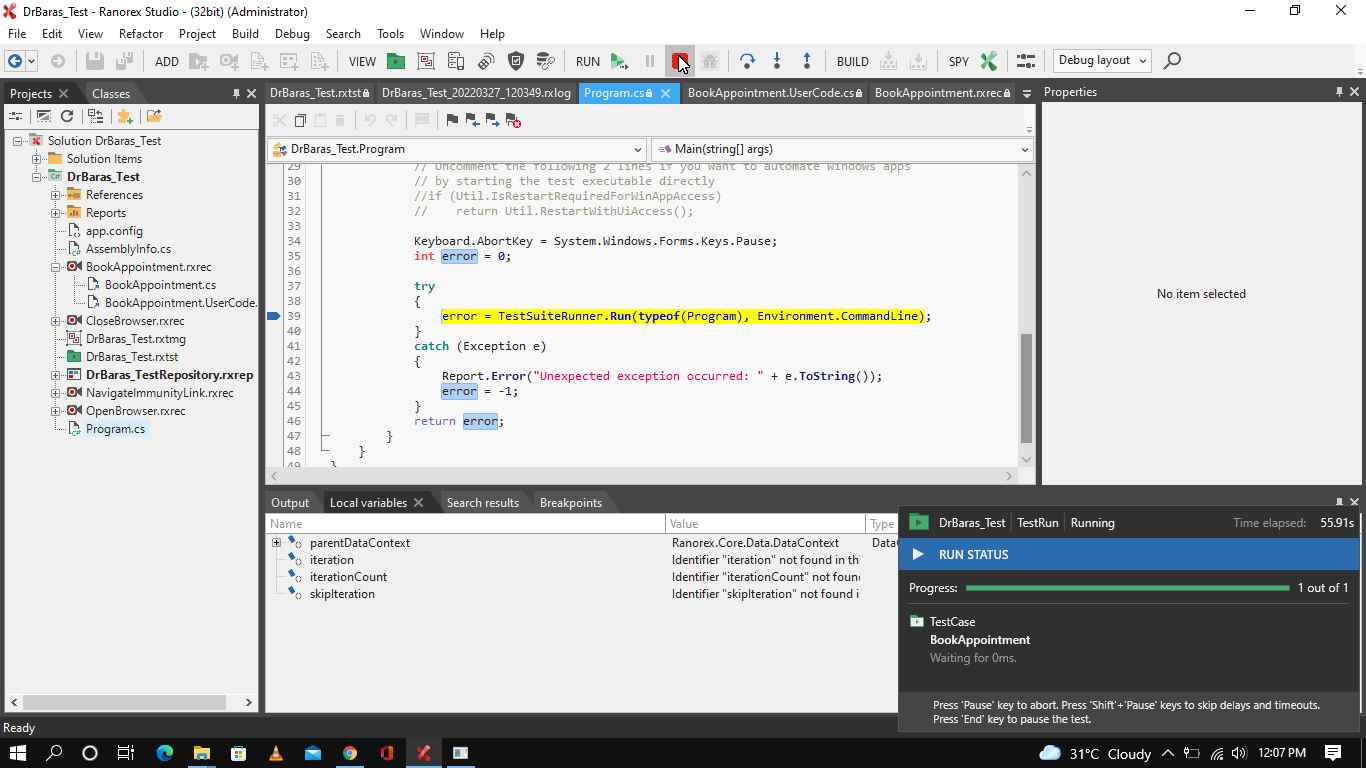 DrBaras_Test - Ranorex Studio - (32bit) (Administrator)
File Edit View Refactor Project Build Debug Search Tools Window Help
ADD VIEW RUN BUILD SPY Debug layout
Projects Classes
DrBaras_Test.rxtst DrBaras_Test_20220327_120349.rxlog Program.cs BookAppointment.UserCode.cs BookAppointment.rxrec
Properties
Solution DrBaras_Test
Solution Items
DrBaras_Test
References
Reports
app.config
AssemblyInfo.cs
BookAppointment.rxrec
BookAppointment.cs
BookAppointment.UserCode.
CloseBrowser.rxrec
DrBaras_Test.rxtmg
DrBaras_Test.rxtst
DrBaras_TestRepository.rxrep
NavigateImmunityLink.rxrec
OpenBrowser.rxrec
Program.cs
DrBaras_Test.Program Main(string[] args)
29 // Uncomment the following 2 lines if you want to automate Windows apps
30 // by starting the test executable directly
31 //if (Util.IsRestartRequiredForWinAppAccess)
32 // return Util.RestartWithUiAccess();
33
34 Keyboard.AbortKey = System.Windows.Forms.Keys.Pause;
35 int error = 0;
36
37 try
38 {
39 error = TestSuiteRunner.Run(typeof(Program), Environment.CommandLine);
40 }
41 catch (Exception e)
42 {
43 Report.Error("Unexpected exception occurred: " + e.ToString());
44 error = -1;
45 }
46 return error;
47 }
48 }
49 }
No item selected
Output Local variables Search results Breakpoints
Name Value Type
parentDataContext Ranorex.Core.Data.DataContext Data
iteration Identifier "iteration" not found in th
iterationCount Identifier "iterationCount" not foun
skipIteration Identifier "skipIteration" not found i
DrBaras_Test TestRun Running Time elapsed: 55.91s
RUN STATUS
Progress: 1 out of 1
TestCase
BookAppointment
Waiting for 0ms.
Press 'Pause' key to abort. Press 'Shift'+'Pause' keys to skip delays and timeouts.
Press 'End' key to pause the test.
Ready
31°C Cloudy 12:07 PM